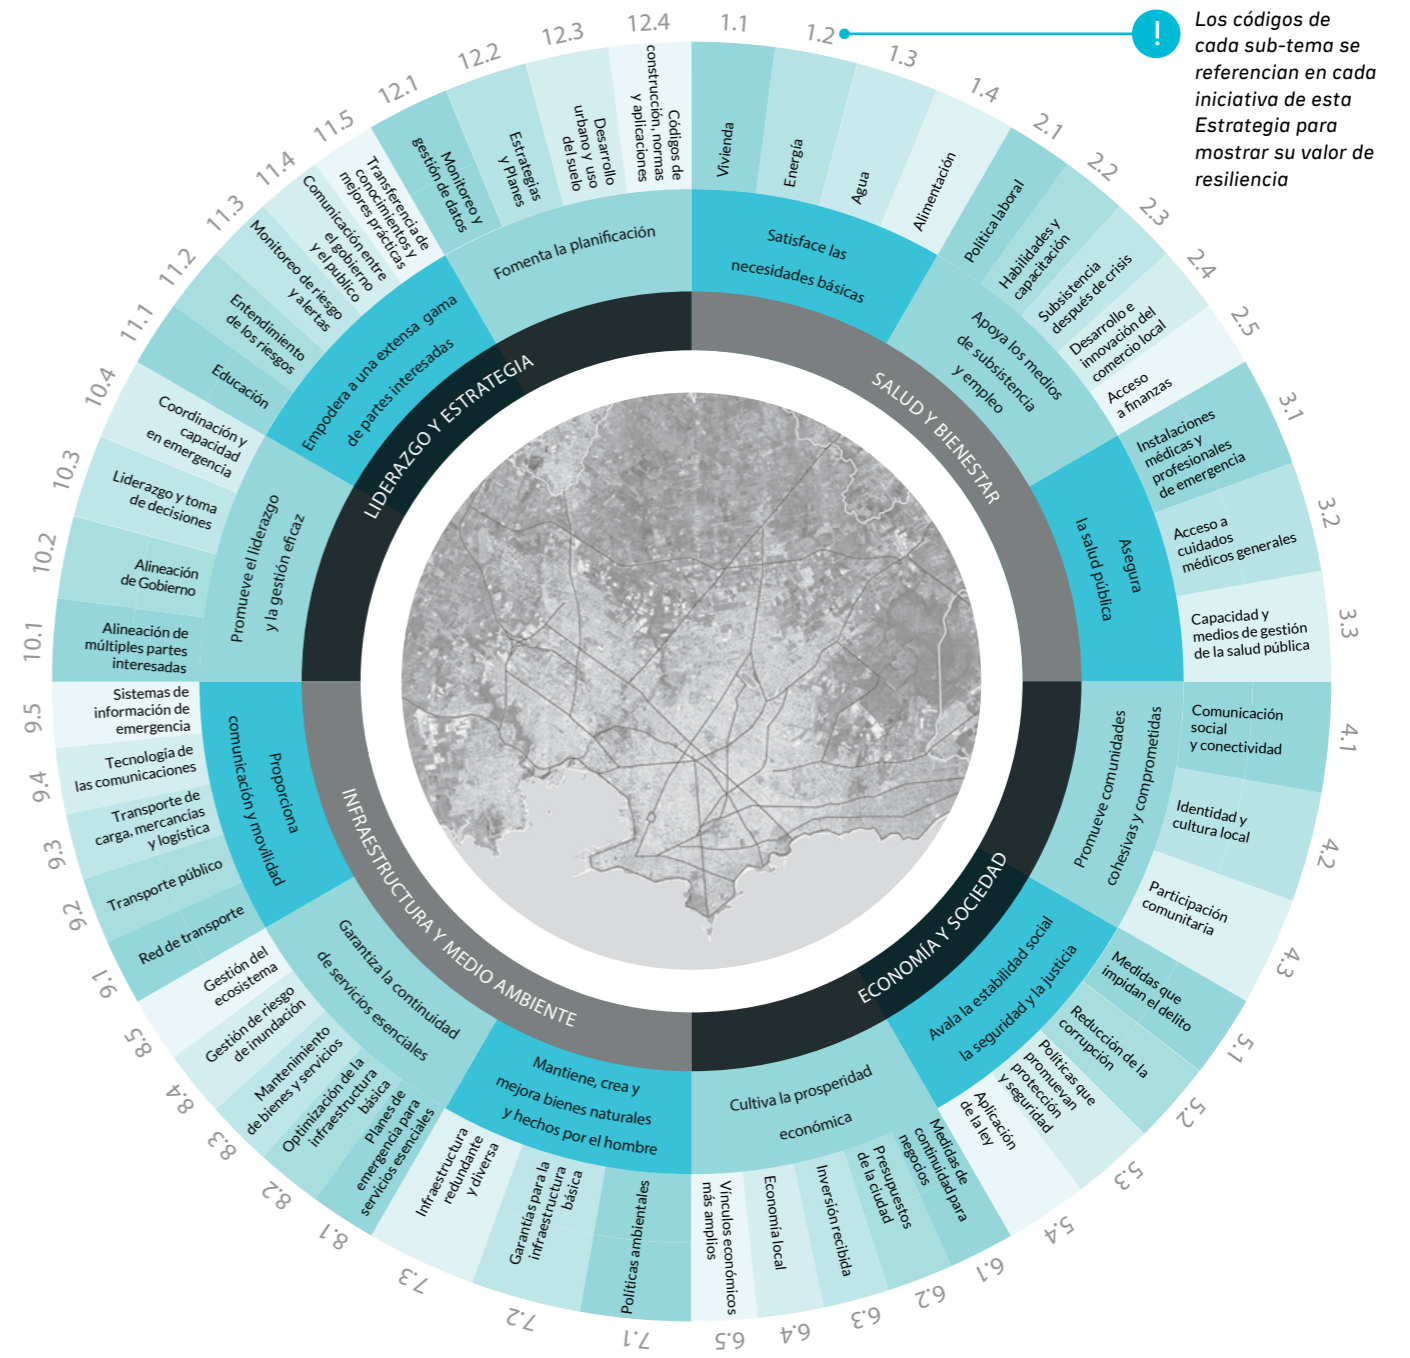 Los códigos de
cada sub-tema se
referencian en cada
iniciativa de esta
Estrategia para
mostrar su valor de
resiliencia
!
SALUD Y BIENESTAR
Satisface las
necesidades básicas
1.1
Vivienda
1.2
Energía
1.3
Agua
1.4
Alimentación
Apoya los medios
de subsistencia
y empleo
2.1
Política laboral
2.2
Habilidades y
capacitación
2.3
Subsistencia
después de crisis
2.4
Desarrollo e
innovación del
comercio local
2.5
Acceso
a finanzas
Asegura
la salud pública
3.1
Instalaciones
médicas y
profesionales
de emergencia
3.2
Acceso a
cuidados
médicos generales
3.3
Capacidad y
medios de gestión
de la salud pública
ECONOMÍA Y SOCIEDAD
Promueve comunidades
cohesivas y comprometidas
4.1
Comunicación
social
y conectividad
4.2
Identidad y
cultura local
4.3
Participación
comunitaria
Avala la estabilidad social
la seguridad y la justicia
5.1
Medidas que
impidan el delito
5.2
Reducción de la
corrupción
5.3
Políticas que
promuevan
protección
y seguridad
5.4
Aplicación
de la ley
Cultiva la prosperidad
económica
6.1
Medidas de
continuidad para
negocios
6.2
Presupuestos
de la ciudad
6.3
Inversión recibida
6.4
Economía local
6.5
Vínculos económicos
más amplios
INFRAESTRUCTURA Y MEDIO AMBIENTE
Mantiene, crea y
mejora bienes naturales
y hechos por el hombre
7.1
Políticas ambientales
7.2
Garantías para la
infraestructura
básica
7.3
Infraestructura
redundante
y diversa
Garantiza la continuidad
de servicios esenciales
8.1
Planes de
emergencia para
servicios esenciales
8.2
Optimización de la
infraestructura
básica
8.3
Mantenimiento
de bienes y servicios
8.4
Gestión de riesgo
de inundación
8.5
Gestión del
ecosistema
Proporciona
comunicación y movilidad
9.1
Red de transporte
9.2
Transporte público
9.3
Transporte de
carga, mercancías
y logística
9.4
Tecnología de
las comunicaciones
9.5
Sistemas de
información de
emergencia
LIDERAZGO Y ESTRATEGIA
Promueve el liderazgo
y la gestión eficaz
10.1
Alineación de
múltiples partes
interesadas
10.2
Alineación
de Gobierno
10.3
Liderazgo y toma
de decisiones
10.4
Coordinación y
capacidad
en emergencia
Empodera a una extensa gama
de partes interesadas
11.1
Educación
11.2
Entendimiento
de los riesgos
11.3
Monitoreo de riesgo
y alertas
11.4
Comunicación entre
el gobierno
y el publico
11.5
Transferencia de
conocimientos y
mejores prácticas
Fomenta la planificación
12.1
Monitoreo y
gestión de datos
12.2
Estrategias
y Planes
12.3
Desarrollo
urbano y uso
del suelo
12.4
Códigos de
construcción, normas
y aplicaciones